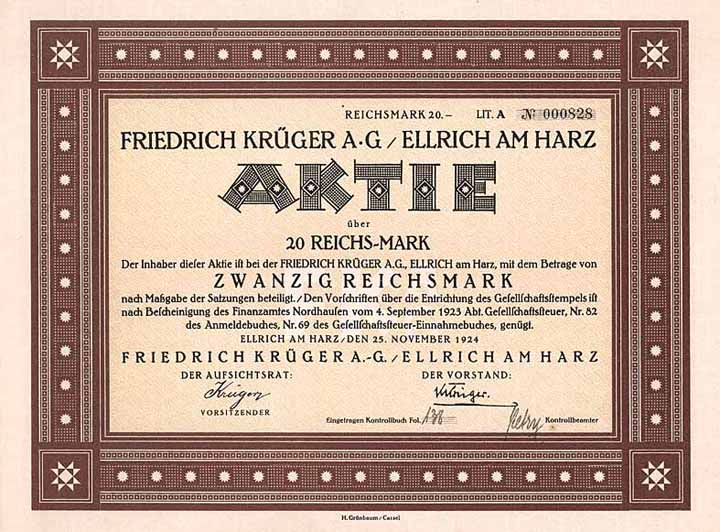 REICHSMARK 20.– LIT. A № 000828
FRIEDRICH KRÜGER A.G / ELLRICH AM HARZ
AKTIE
über
20 REICHS-MARK
Der Inhaber dieſer Aktie iſt bei der FRIEDRICH KRÜGER A.G., ELLRICH am Harz, mit dem Betrage von
ZWANZIG REICHSMARK
nach Maßgabe der Satzungen beteiligt. / Den Vorſchriften über die Entrichtung des Geſellſchaftsſtempels iſt
nach Beſcheinigung des Finanzamtes Nordhauſen vom 4. September 1923 Abt. Geſellſchaftsſteuer, Nr. 82
des Anmeldebuches, Nr. 69 des Geſellſchaftsſteuer-Einnahmebuches, genügt.
ELLRICH AM HARZ / DEN 25. NOVEMBER 1924
FRIEDRICH KRÜGER A.-G. / ELLRICH AM HARZ
DER AUFSICHTSRAT: DER VORSTAND:
VORSITZENDER
Eingetragen Kontrollbuch Fol. 138 Kontrollbeamter
H. Grünbaum / Cassel